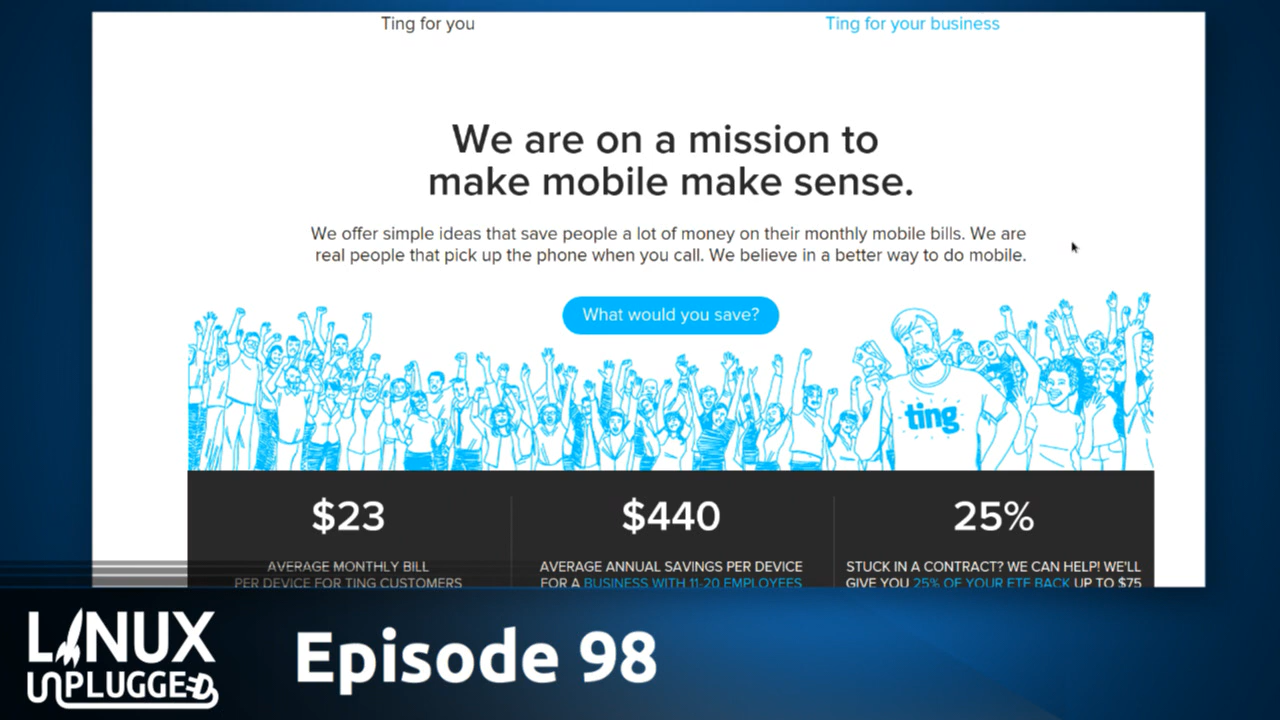 Ting for you
Ting for your business
We are on a mission to
make mobile make sense.
We offer simple ideas that save people a lot of money on their monthly mobile bills. We are
real people that pick up the phone when you call. We believe in a better way to do mobile.
What would you save?
ting
$23
AVERAGE MONTHLY BILL
PER DEVICE FOR TING CUSTOMERS
$440
AVERAGE ANNUAL SAVINGS PER DEVICE
FOR A BUSINESS WITH 11-20 EMPLOYEES
25%
STUCK IN A CONTRACT? WE CAN HELP! WE'LL
GIVE YOU 25% OF YOUR ETF BACK UP TO $75
LINUX
UNPLUGGED
Episode 98